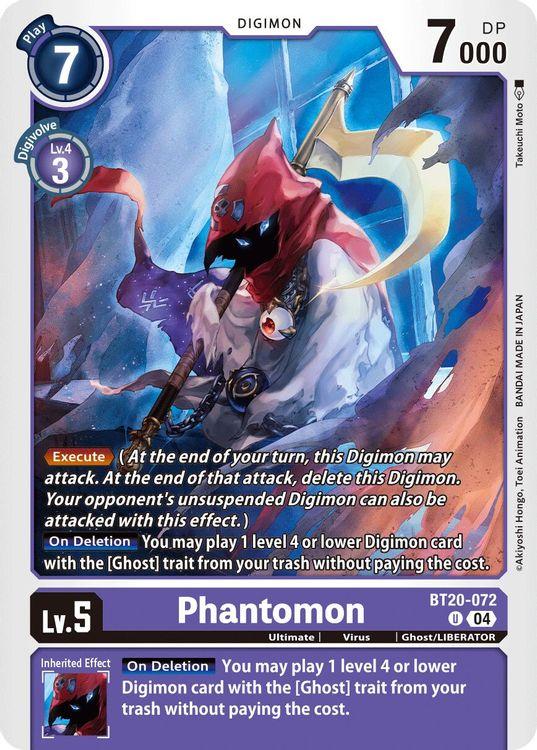 DIGIMON
Play
7
7000
DP
Digivolve
Lv.4
3
Takeuchi Moto
©Akiyoshi Hongo, Toei Animation BANDAI MADE IN JAPAN
Execute (At the end of your turn, this Digimon may
attack. At the end of that attack, delete this Digimon.
Your opponent's unsuspended Digimon can also be
attacked with this effect.)
On Deletion You may play 1 level 4 or lower Digimon card
with the [Ghost] trait from your trash without paying the cost.
Lv.5
Phantomon
BT20-072
U 04
Ultimate | Virus | Ghost/LIBERATOR
Inherited Effect
On Deletion You may play 1 level 4 or lower
Digimon card with the [Ghost] trait from your
trash without paying the cost.